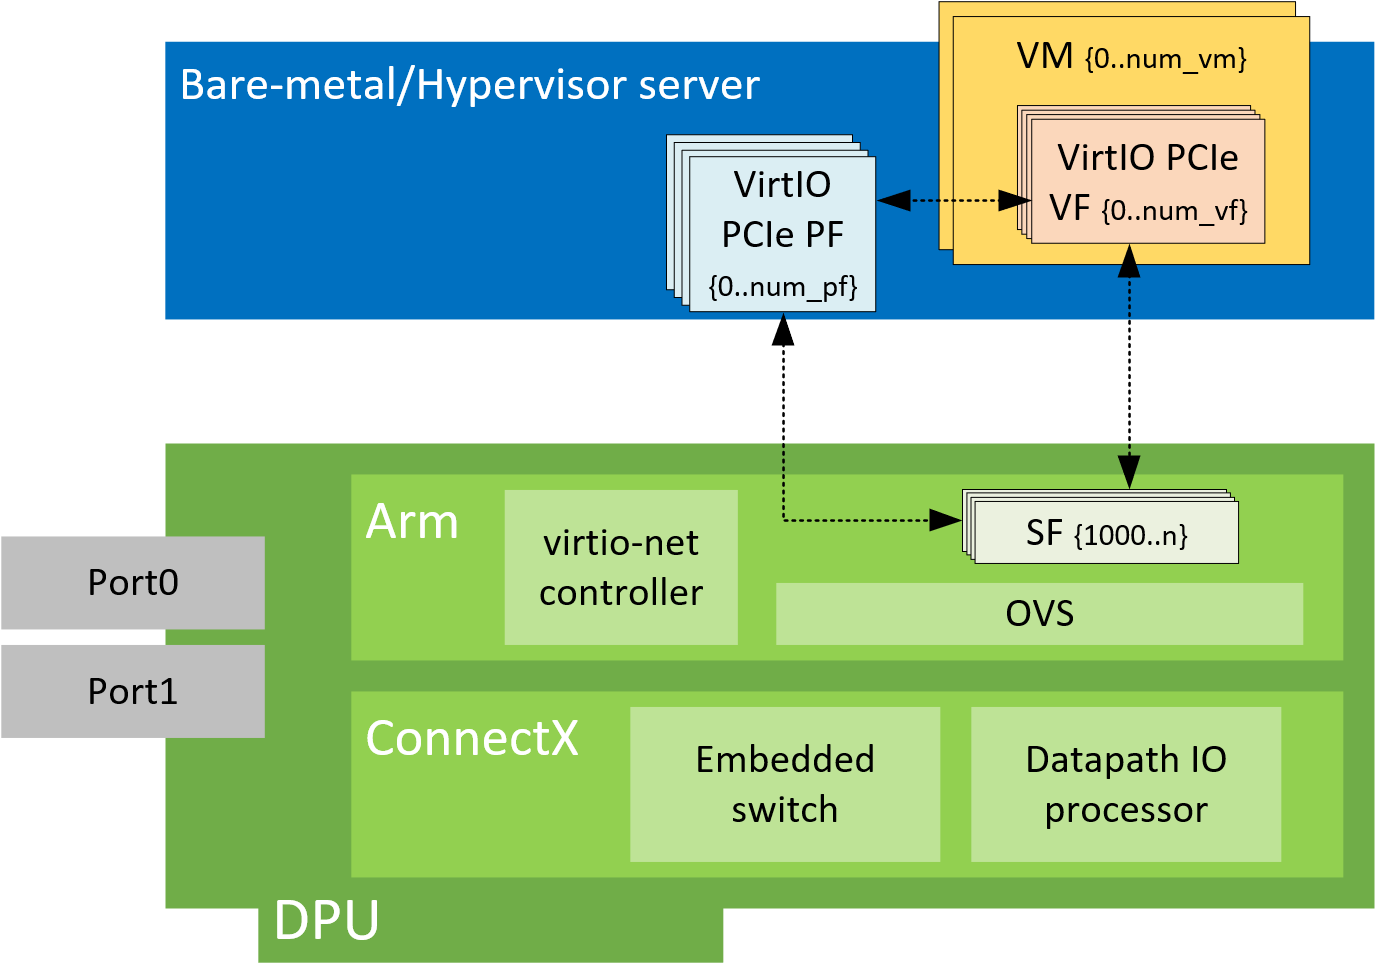 Bare-metal/Hypervisor server
VM {0..num_vm}
VirtIO PCIe
VF {0..num_vf}
VirtIO
PCIe PF
{0..num_pf}
Arm
virtio-net
controller
SF {1000..n}
OVS
Port0
Port1
ConnectX
Embedded
switch
Datapath IO
processor
DPU